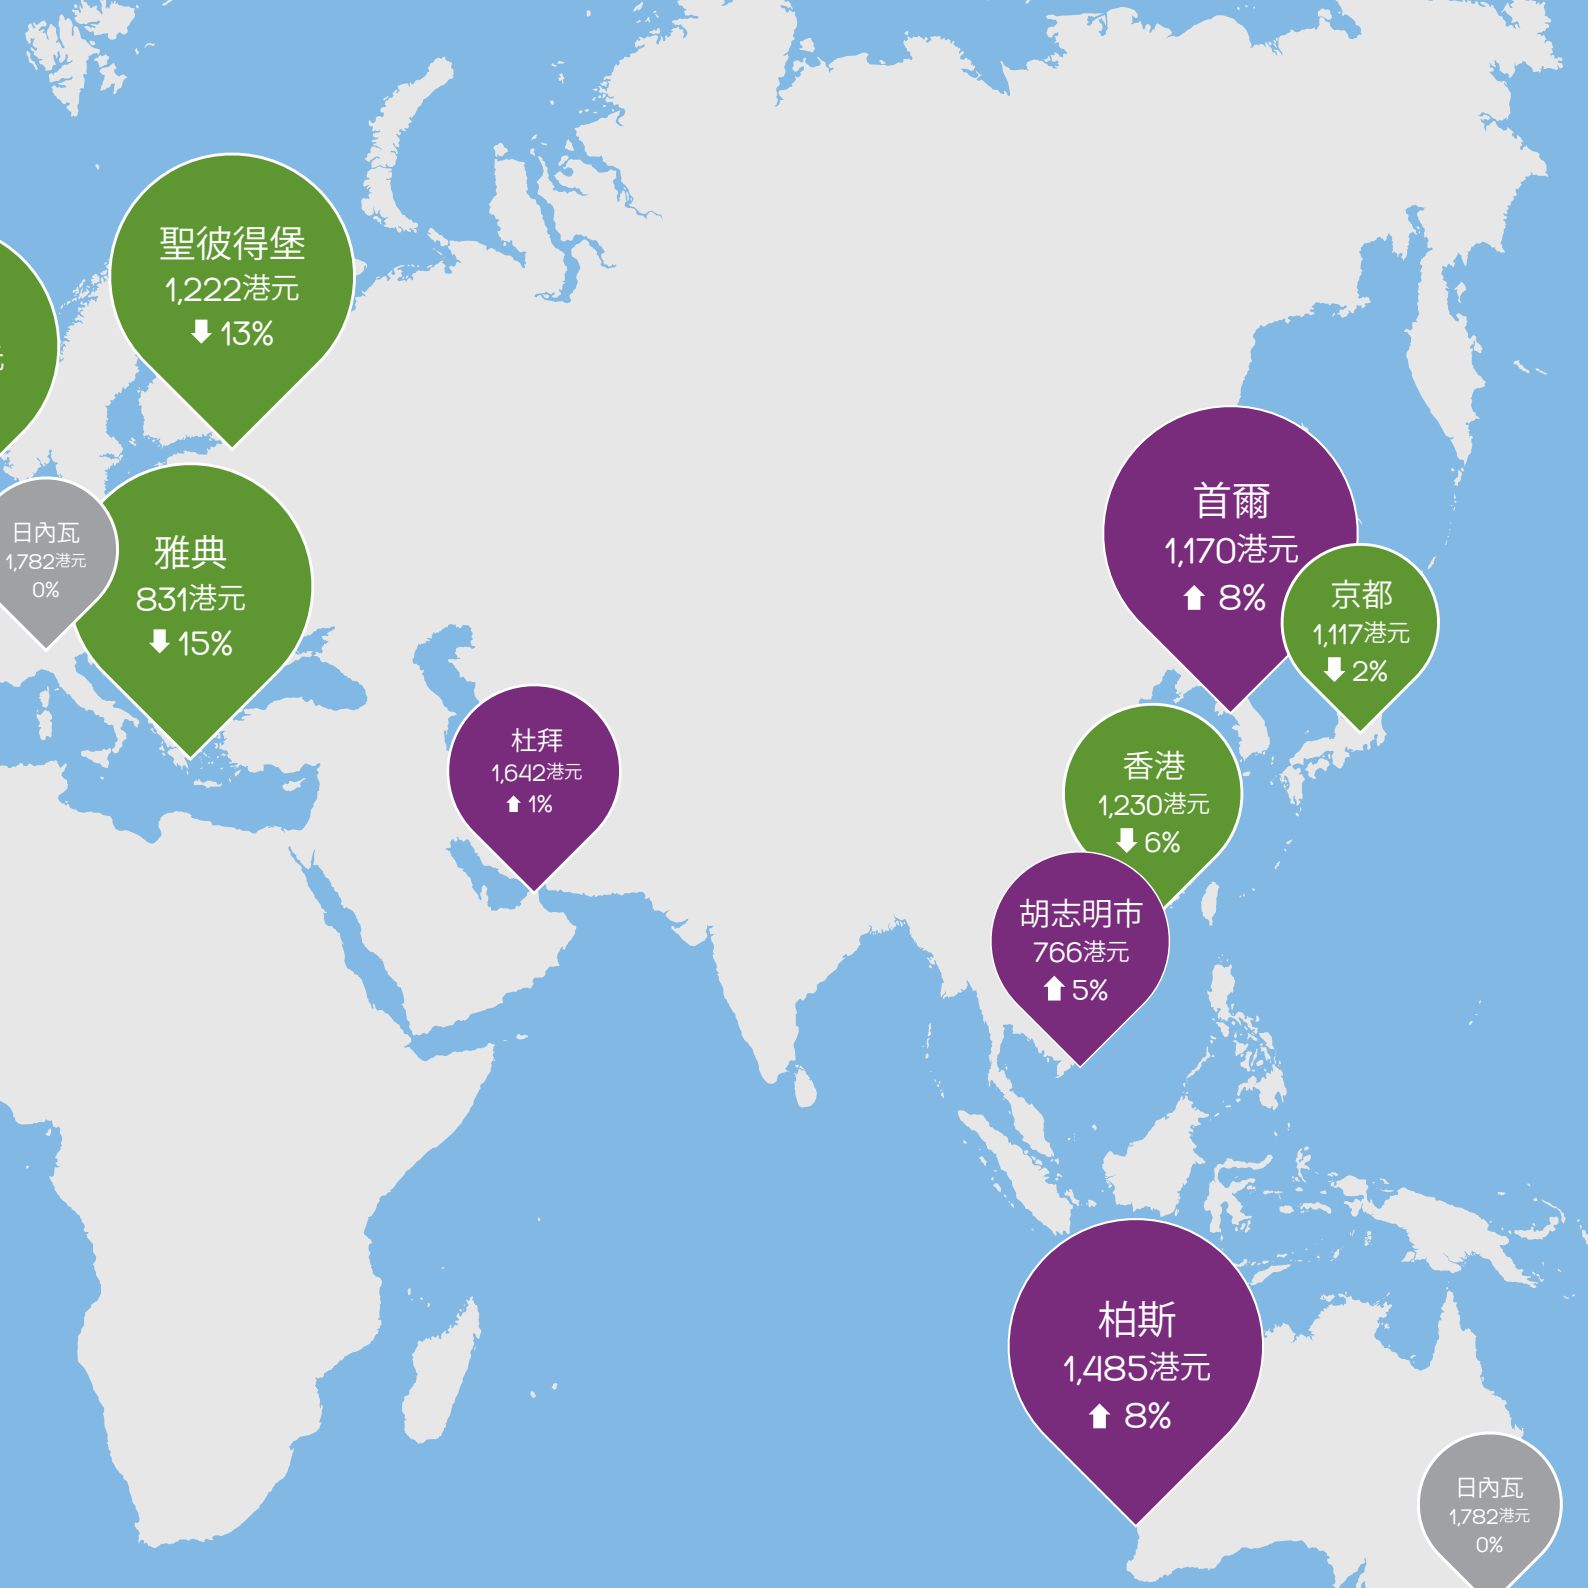 聖彼得堡
1,222港元
13%
日內瓦
1,782港元
0%
雅典
831港元
15%
首爾
1,170港元
8%
京都
1,117港元
2%
杜拜
1,642港元
1%
香港
1,230港元
6%
胡志明市
766港元
5%
柏斯
1,485港元
8%
日內瓦
1,782港元
0%